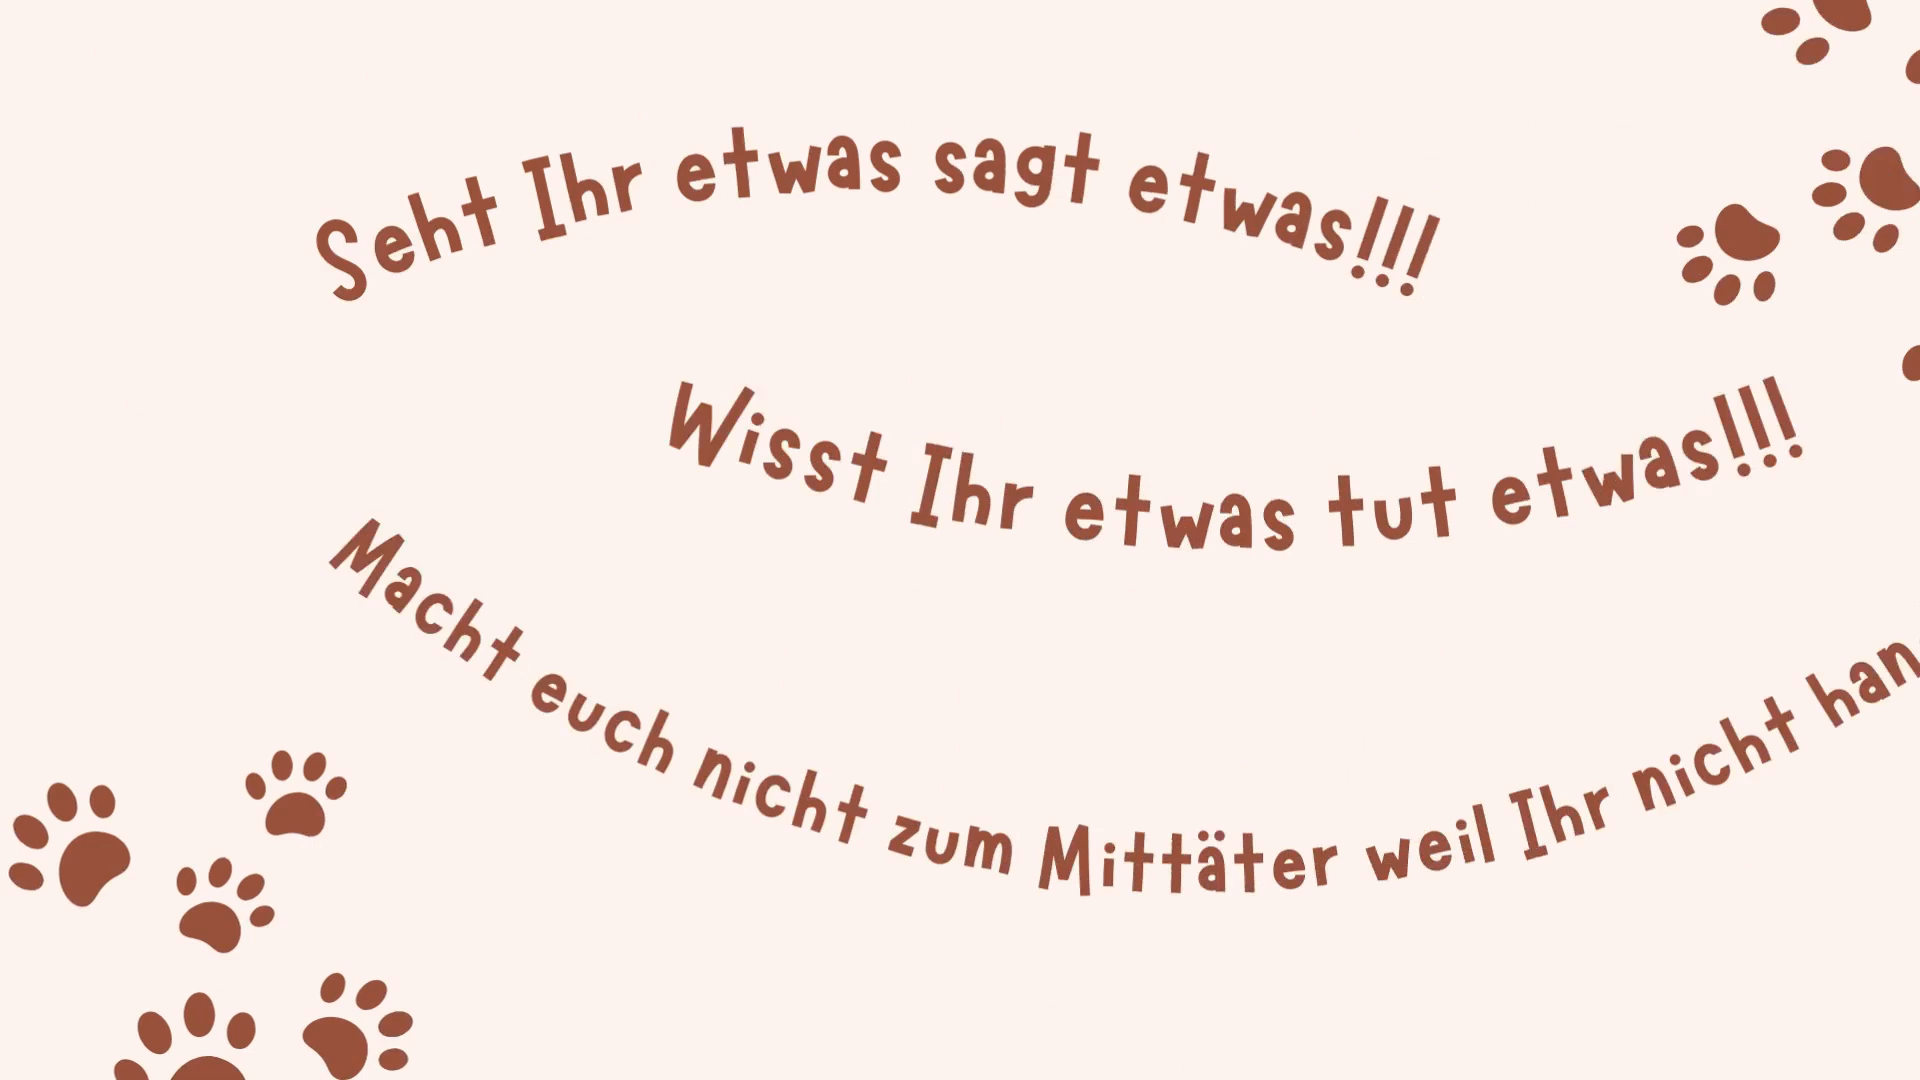 Seht Ihr etwas sagt etwas!!!
Wisst Ihr etwas tut etwas!!!
Macht euch nicht zum Mittäter weil Ihr nicht han